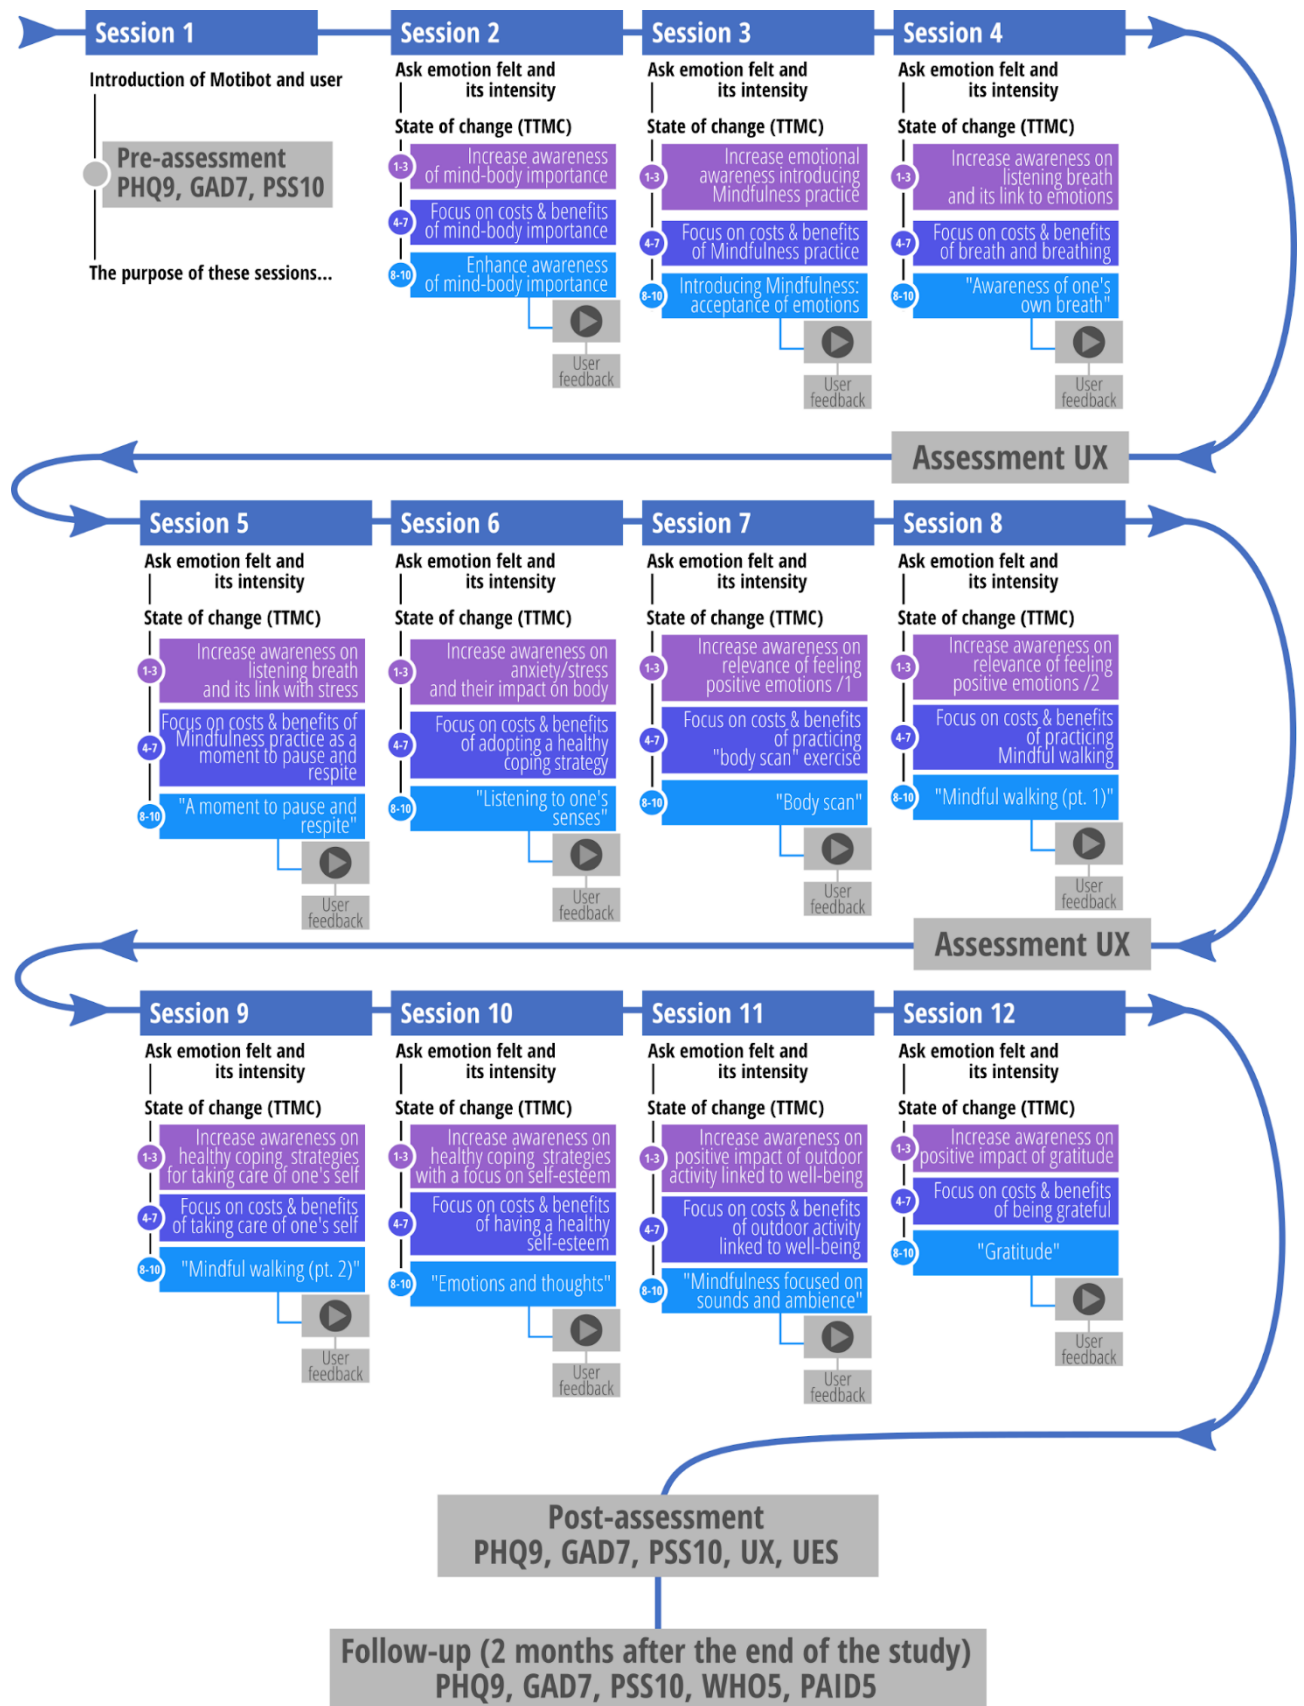 Session 1
Introduction of Motibot and user
Pre-assessment
PHQ9, GAD7, PSS10
The purpose of these sessions...
Session 2
Ask emotion felt and
its intensity
State of change (TTMC)
1-3
Increase awareness
of mind-body importance
4-7
Focus on costs & benefits
of mind-body importance
8-10
Enhance awareness
of mind-body importance
User
feedback
Session 3
Ask emotion felt and
its intensity
State of change (TTMC)
1-3
Increase emotional
awareness introducing
Mindfulness practice
4-7
Focus on costs & benefits
of Mindfulness practice
8-10
Introducing Mindfulness:
acceptance of emotions
User
feedback
Session 4
Ask emotion felt and
its intensity
State of change (TTMC)
1-3
Increase awareness on
listening breath
and its link to emotions
4-7
Focus on costs & benefits
of breath and breathing
8-10
"Awareness of one's
own breath"
User
feedback
Assessment UX
Session 5
Ask emotion felt and
its intensity
State of change (TTMC)
1-3
Increase awareness on
listening breath
and its link with stress
4-7
Focus on costs & benefits of
Mindfulness practice as a
moment to pause and
respite
8-10
"A moment to pause and
respite"
User
feedback
Session 6
Ask emotion felt and
its intensity
State of change (TTMC)
1-3
Increase awareness on
anxiety/stress
and their impact on body
4-7
Focus on costs & benefits
of adopting a healthy
coping strategy
8-10
"Listening to one's
senses"
User
feedback
Session 7
Ask emotion felt and
its intensity
State of change (TTMC)
1-3
Increase awareness on
relevance of feeling
positive emotions /1
4-7
Focus on costs & benefits
of practicing
"body scan" exercise
8-10
"Body scan"
User
feedback
Session 8
Ask emotion felt and
its intensity
State of change (TTMC)
1-3
Increase awareness on
relevance of feeling
positive emotions /2
4-7
Focus on costs & benefits
of practicing
Mindful walking
8-10
"Mindful walking (pt. 1)"
User
feedback
Assessment UX
Session 9
Ask emotion felt and
its intensity
State of change (TTMC)
1-3
Increase awareness on
healthy coping strategies
for taking care of one's self
4-7
Focus on costs & benefits
of taking care of one's self
8-10
"Mindful walking (pt. 2)"
User
feedback
Session 10
Ask emotion felt and
its intensity
State of change (TTMC)
1-3
Increase awareness on
healthy coping strategies
with a focus on self-esteem
4-7
Focus on costs & benefits
of having a healthy
self-esteem
8-10
"Emotions and thoughts"
User
feedback
Session 11
Ask emotion felt and
its intensity
State of change (TTMC)
1-3
Increase awareness on
positive impact of outdoor
activity linked to well-being
4-7
Focus on costs & benefits
of outdoor activity
linked to well-being
8-10
"Mindfulness focused on
sounds and ambience"
User
feedback
Session 12
Ask emotion felt and
its intensity
State of change (TTMC)
1-3
Increase awareness on
positive impact of gratitude
4-7
Focus on costs & benefits
of being grateful
8-10
"Gratitude"
User
feedback
Post-assessment
PHQ9, GAD7, PSS10, UX, UES
Follow-up (2 months after the end of the study)
PHQ9, GAD7, PSS10, WHO5, PAID5